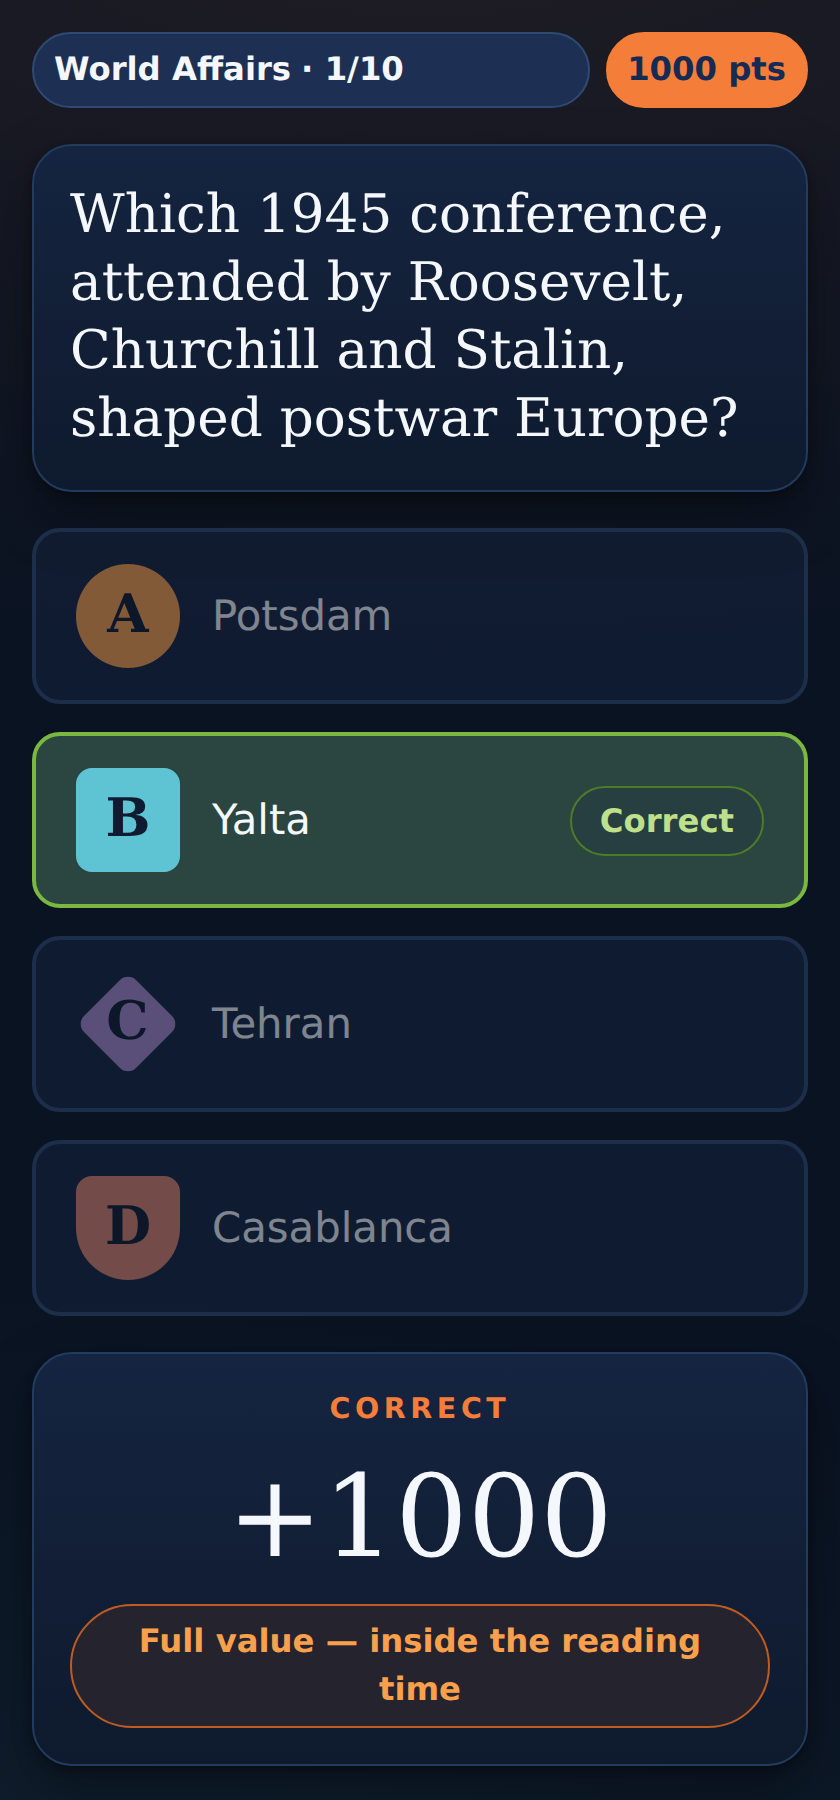 World Affairs · 1/10
1000 pts
Which 1945 conference,
attended by Roosevelt,
Churchill and Stalin,
shaped postwar Europe?
A Potsdam
B Yalta Correct
C Tehran
D Casablanca
CORRECT
+1000
Full value — inside the reading
time